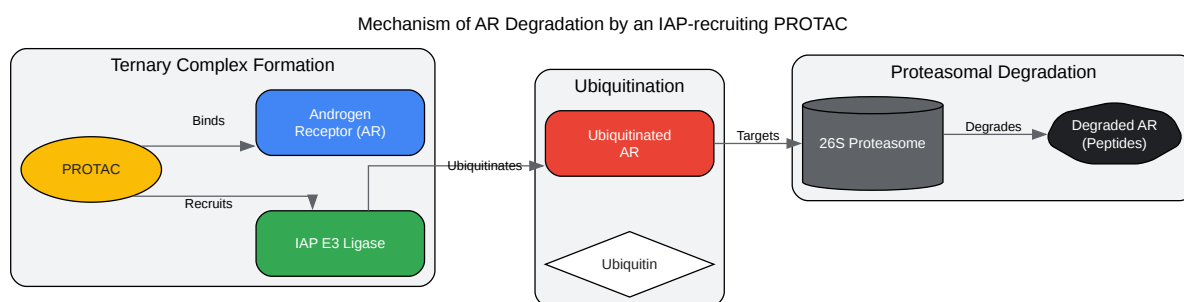 Mechanism of AR Degradation by an IAP-recruiting PROTAC
Ternary Complex Formation
PROTAC
Binds
Recruits
Androgen
Receptor (AR)
IAP E3 Ligase
Ubiquitinates
Ubiquitination
Ubiquitinated
AR
Ubiquitin
Targets
Proteasomal Degradation
26S Proteasome
Degrades
Degraded AR
(Peptides)